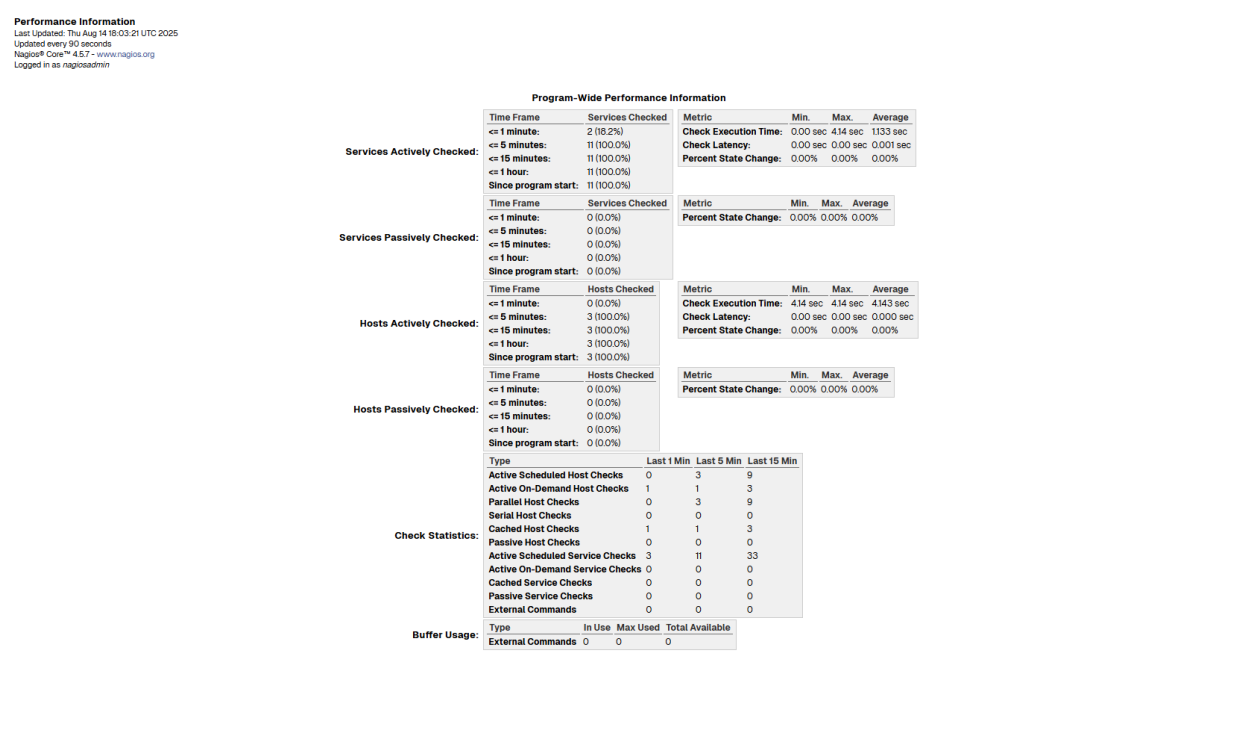 Performance Information
Last Updated: Thu Aug 14 18:03:21 UTC 2025
Updated every 90 seconds
Nagios® Core™ 4.5.7 - www.nagios.org
Logged in as nagiosadmin
Program-Wide Performance Information
Services Actively Checked:
Time Frame Services Checked
<= 1 minute: 2 (18.2%)
<= 5 minutes: 11 (100.0%)
<= 15 minutes: 11 (100.0%)
<= 1 hour: 11 (100.0%)
Since program start: 11 (100.0%)
Metric Min. Max. Average
Check Execution Time: 0.00 sec 4.14 sec 1.133 sec
Check Latency: 0.00 sec 0.00 sec 0.001 sec
Percent State Change: 0.00% 0.00% 0.00%
Services Passively Checked:
Time Frame Services Checked
<= 1 minute: 0 (0.0%)
<= 5 minutes: 0 (0.0%)
<= 15 minutes: 0 (0.0%)
<= 1 hour: 0 (0.0%)
Since program start: 0 (0.0%)
Metric Min. Max. Average
Percent State Change: 0.00% 0.00% 0.00%
Hosts Actively Checked:
Time Frame Hosts Checked
<= 1 minute: 0 (0.0%)
<= 5 minutes: 3 (100.0%)
<= 15 minutes: 3 (100.0%)
<= 1 hour: 3 (100.0%)
Since program start: 3 (100.0%)
Metric Min. Max. Average
Check Execution Time: 4.14 sec 4.14 sec 4.143 sec
Check Latency: 0.00 sec 0.00 sec 0.000 sec
Percent State Change: 0.00% 0.00% 0.00%
Hosts Passively Checked:
Time Frame Hosts Checked
<= 1 minute: 0 (0.0%)
<= 5 minutes: 0 (0.0%)
<= 15 minutes: 0 (0.0%)
<= 1 hour: 0 (0.0%)
Since program start: 0 (0.0%)
Metric Min. Max. Average
Percent State Change: 0.00% 0.00% 0.00%
Check Statistics:
Type Last 1 Min Last 5 Min Last 15 Min
Active Scheduled Host Checks 0 3 9
Active On-Demand Host Checks 1 1 3
Parallel Host Checks 0 3 9
Serial Host Checks 0 0 0
Cached Host Checks 1 1 3
Passive Host Checks 0 0 0
Active Scheduled Service Checks 3 11 33
Active On-Demand Service Checks 0 0 0
Cached Service Checks 0 0 0
Passive Service Checks 0 0 0
External Commands 0 0 0
Buffer Usage:
Type In Use Max Used Total Available
External Commands 0 0 0